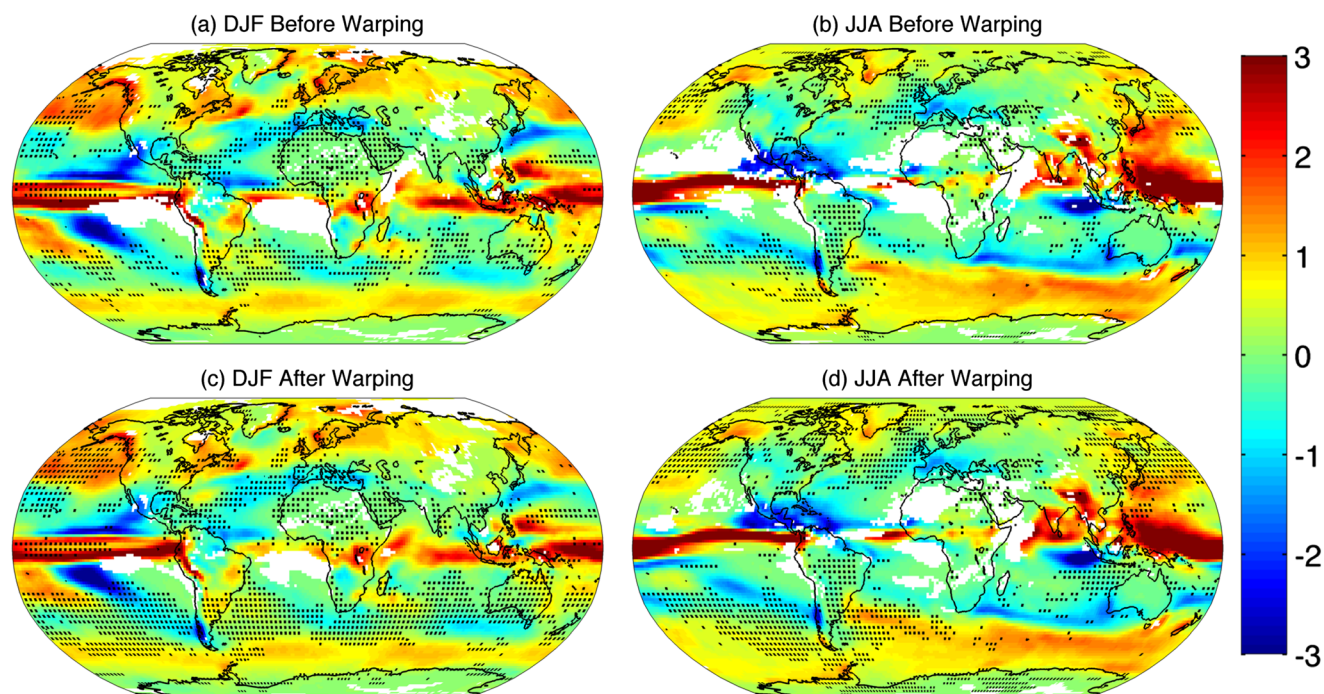 (a) DJF Before Warping
(b) JJA Before Warping
3
2
1
0
-1
-2
-3
(c) DJF After Warping
(d) JJA After Warping